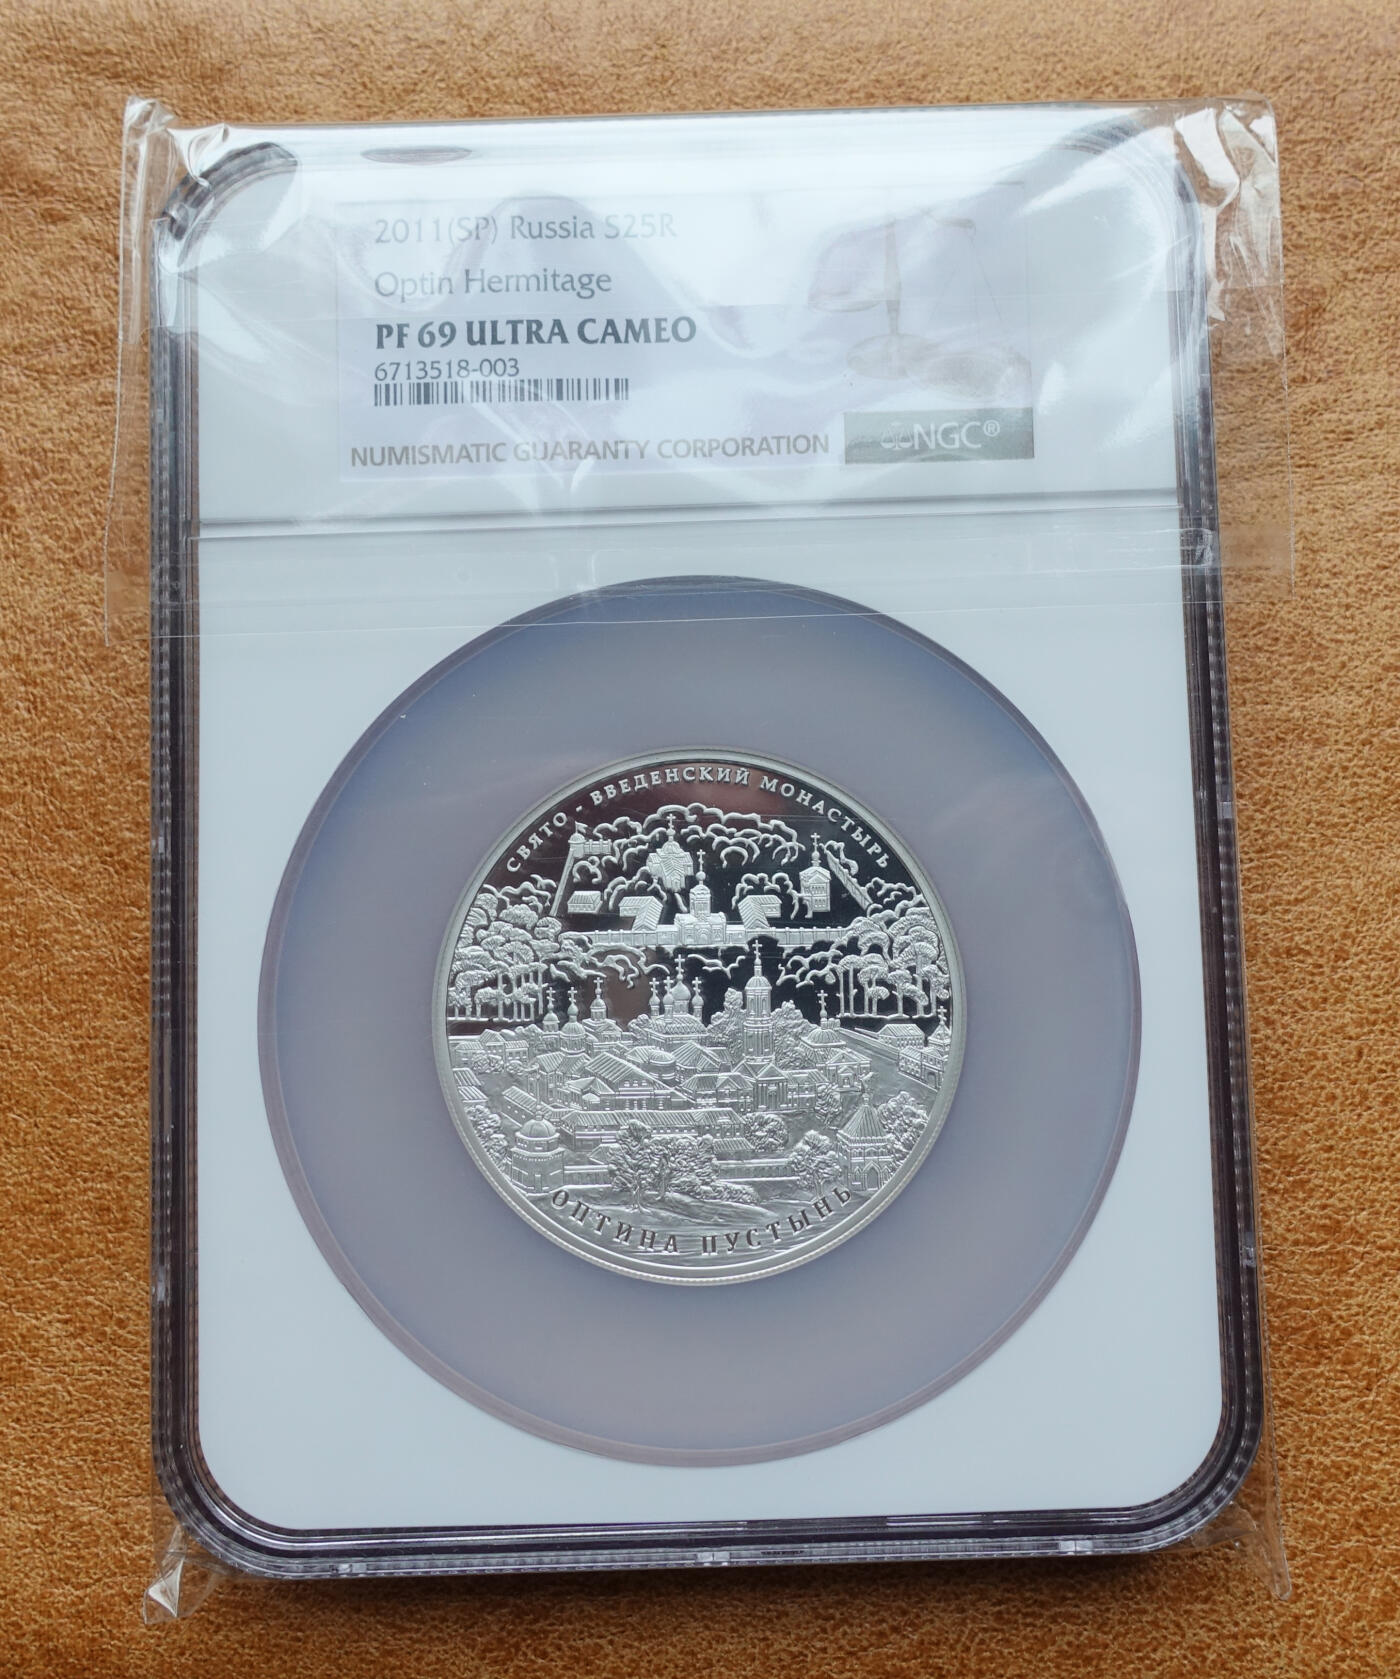 2011(SP) Russia S25R
Optin Hermitage
PF 69 ULTRA CAMEO
6713518-003
NUMISMATIC GUARANTY CORPORATION
NGC®
СВЯТО - ВВЕДЕНСКИЙ МОНАСТЫРЬ
ОПТИНА ПУСТЫНЬ